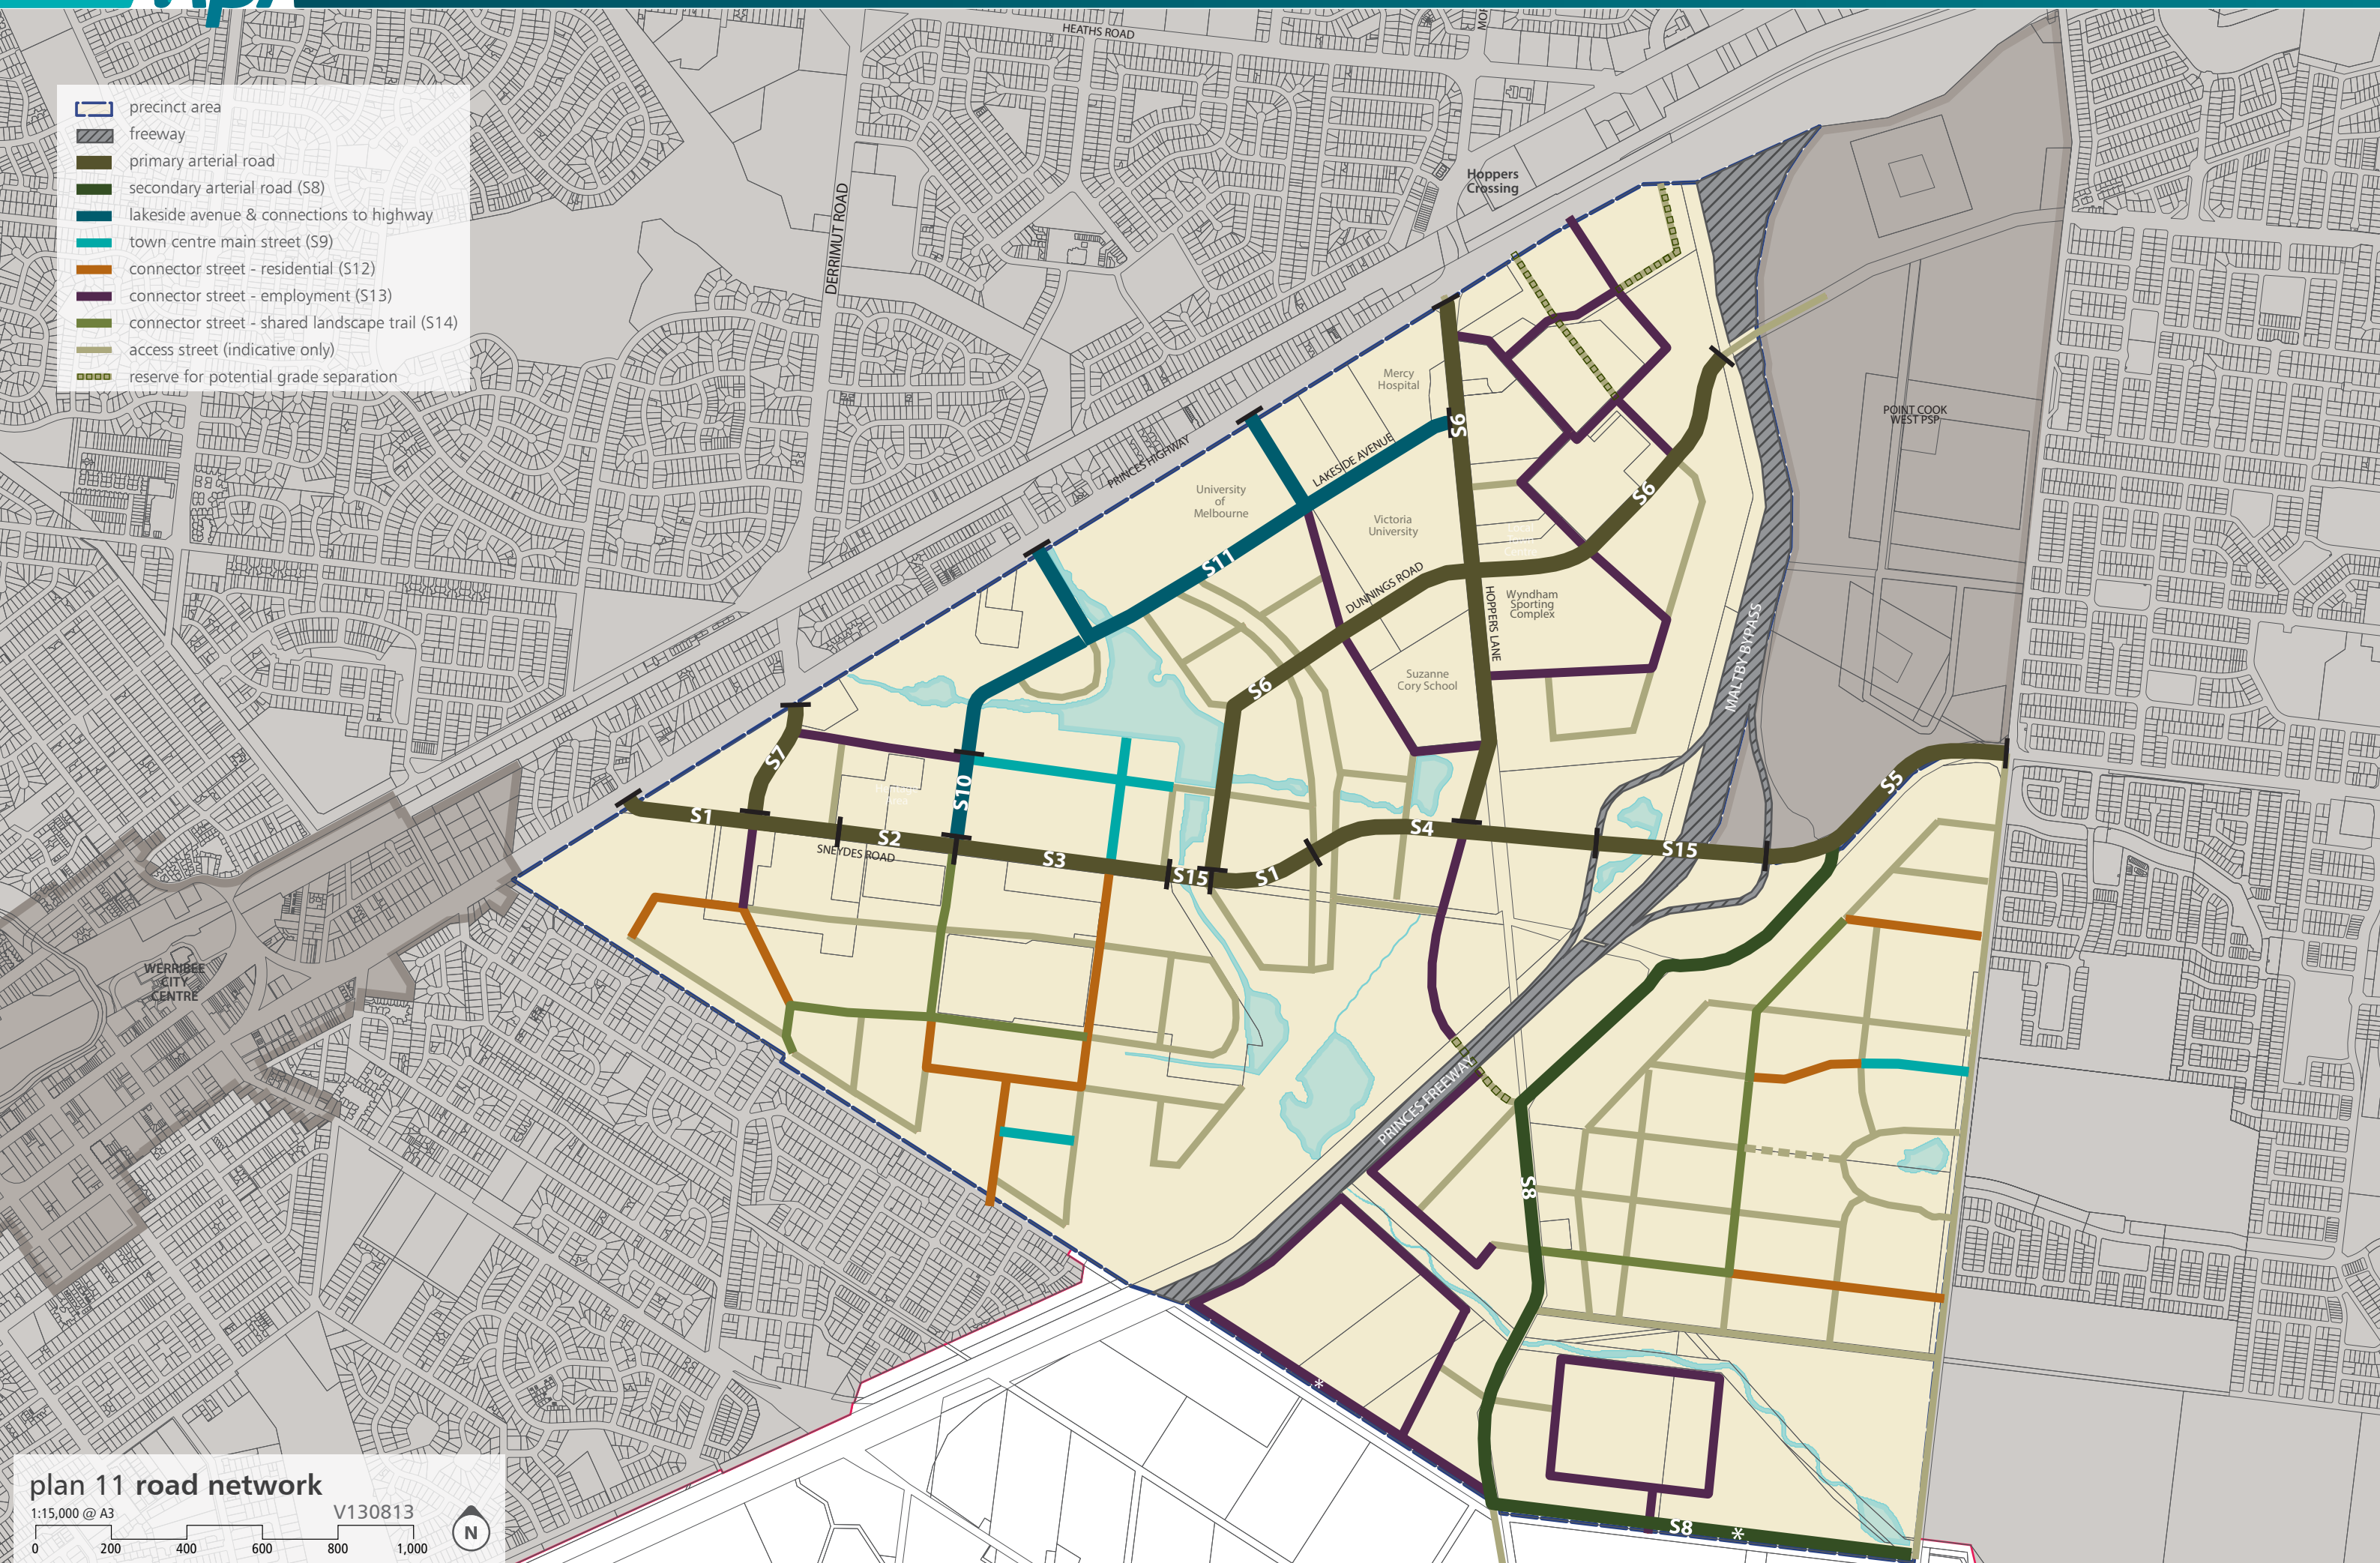 HEATHS ROAD
precinct area
freeway
primary arterial road
secondary arterial road (S8)
lakeside avenue & connections to highway
town centre main street (S9)
connector street - residential (S12)
connector street - employment (S13)
connector street - shared landscape trail (S14)
access street (indicative only)
reserve for potential grade separation
DERRIMUT ROAD
Hoppers
Crossing
Mercy
Hospital
POINT COOK
WEST PSP
S6
PRINCES HIGHWAY
LAKESIDE AVENUE
University
of
Melbourne
Victoria
University
S6
Centre
S11
DUNNINGS ROAD
HOPPERS LANE
Wyndham
Sporting
Complex
MALTBY BYPASS
Suzanne
Cory School
S6
S7
S10
S5
S1
S2
SNEYDES ROAD
S3
S15
S1
S4
S15
WERRIBEE
CITY
CENTRE
PRINCES FREEWAY
S8
*
S8
*
plan 11 road network
1:15,000 @ A3
V130813
N
0 200 400 600 800 1,000